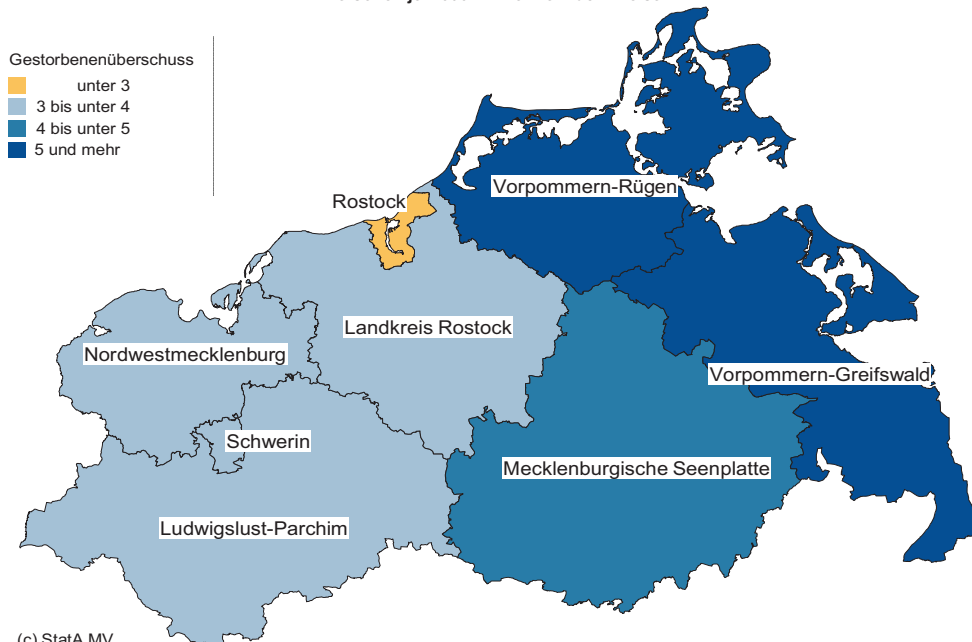 Gestorbenenüberschuss
unter 3
3 bis unter 4
4 bis unter 5
5 und mehr
Vorpommern-Rügen
Rostock
Landkreis Rostock
Nordwestmecklenburg
Vorpommern-Greifswald
Schwerin
Mecklenburgische Seenplatte
Ludwigslust-Parchim
(c) StatA MV